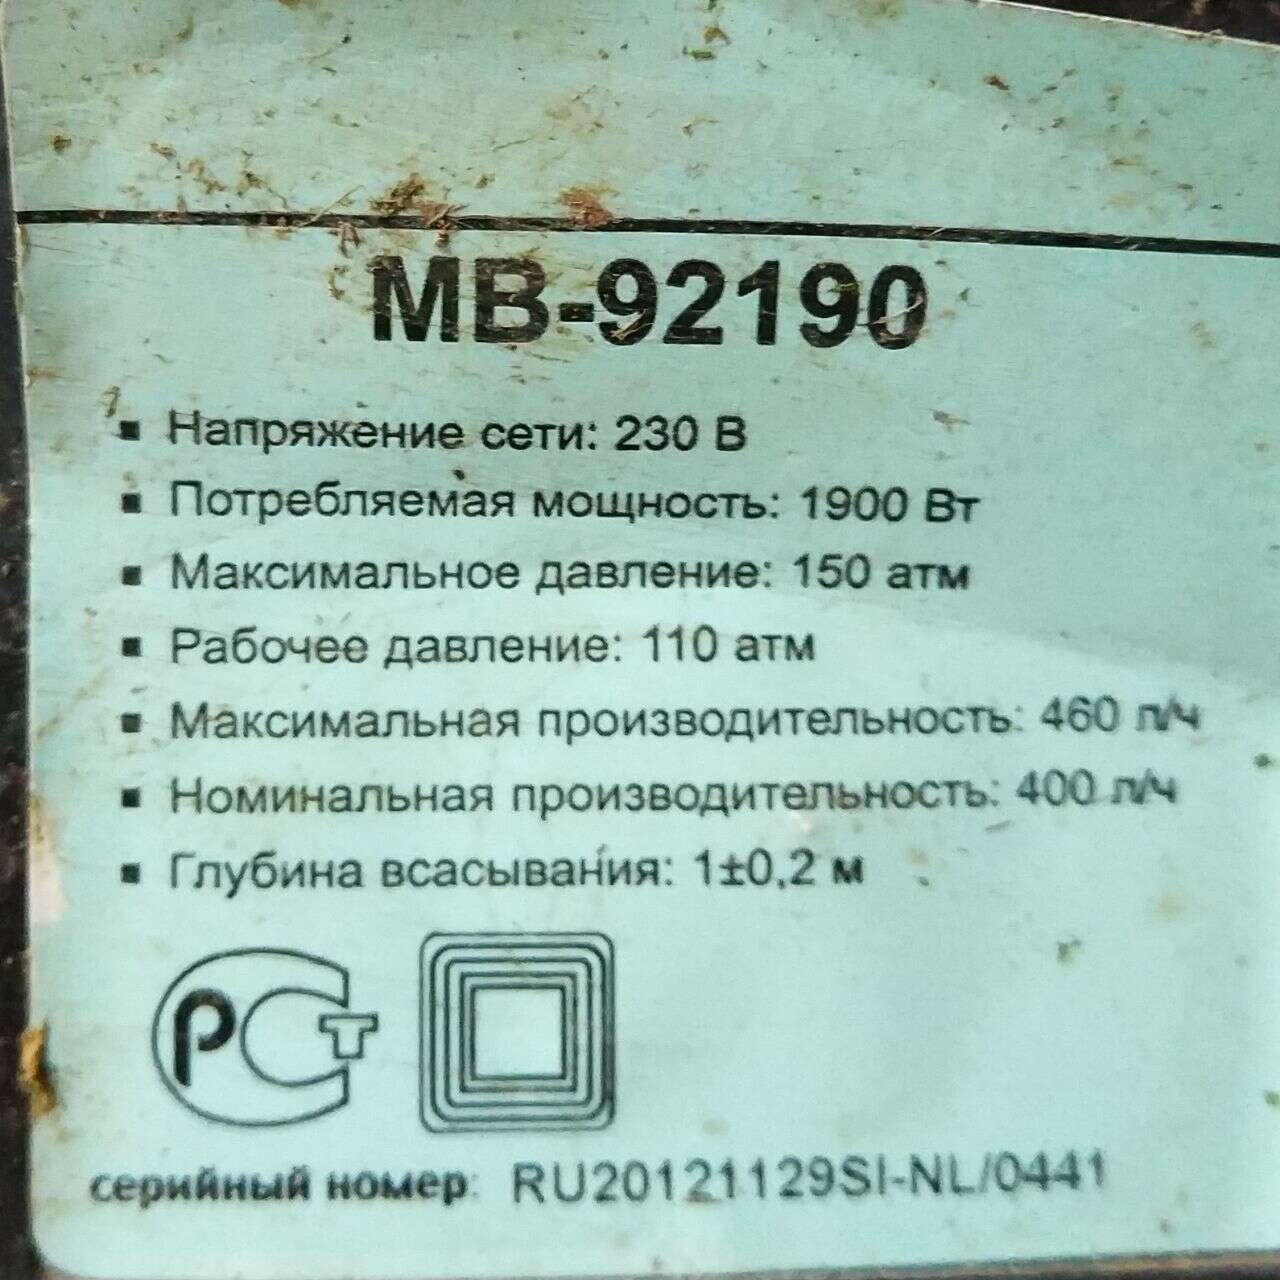 МВ-92190
▪ Напряжение сети: 230 В
▪ Потребляемая мощность: 1900 Вт
▪ Максимальное давление: 150 атм
▪ Рабочее давление: 110 атм
▪ Максимальная производительность: 460 л/ч
▪ Номинальная производительность: 400 л/ч
▪ Глубина всасывания: 1±0,2 м
РСТ
серийный номер: RU20121129SI-NL/0441